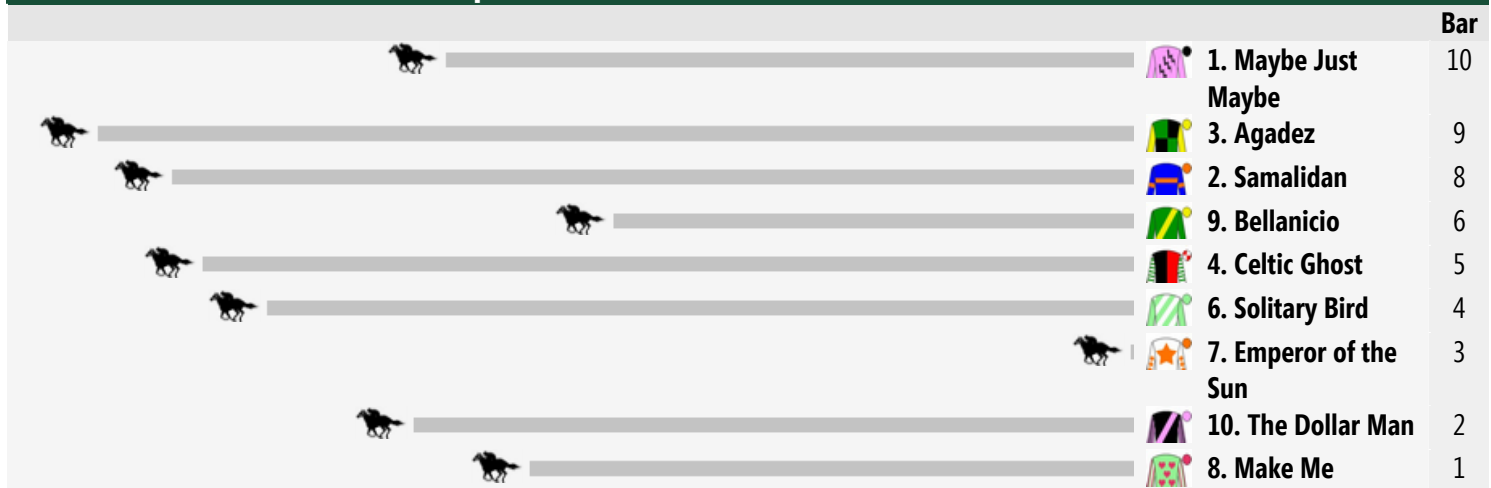 Bar
1. Maybe Just 10
Maybe
3. Agadez 9
2. Samalidan 8
9. Bellanicio 6
4. Celtic Ghost 5
6. Solitary Bird 4
7. Emperor of the 3
Sun
10. The Dollar Man 2
8. Make Me 1